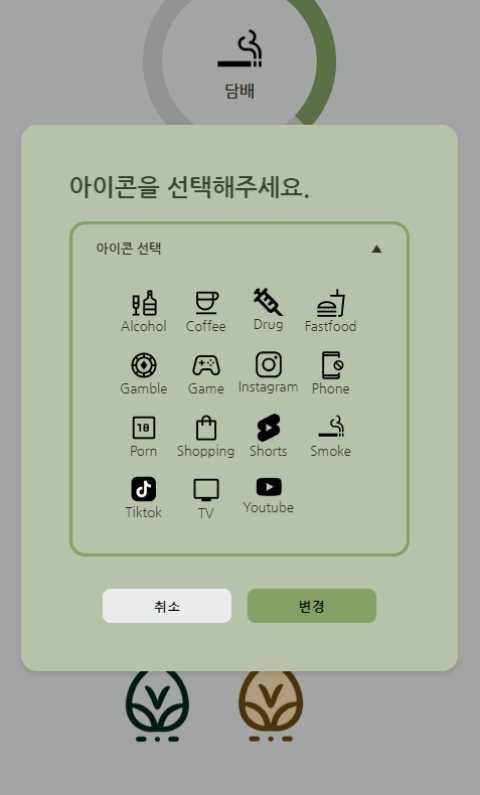 담배
아이콘을 선택해주세요.
아이콘 선택 ▲
Alcohol Coffee Drug Fastfood
Gamble Game Instagram Phone
18
Porn Shopping Shorts Smoke
Tiktok TV Youtube
취소 변경